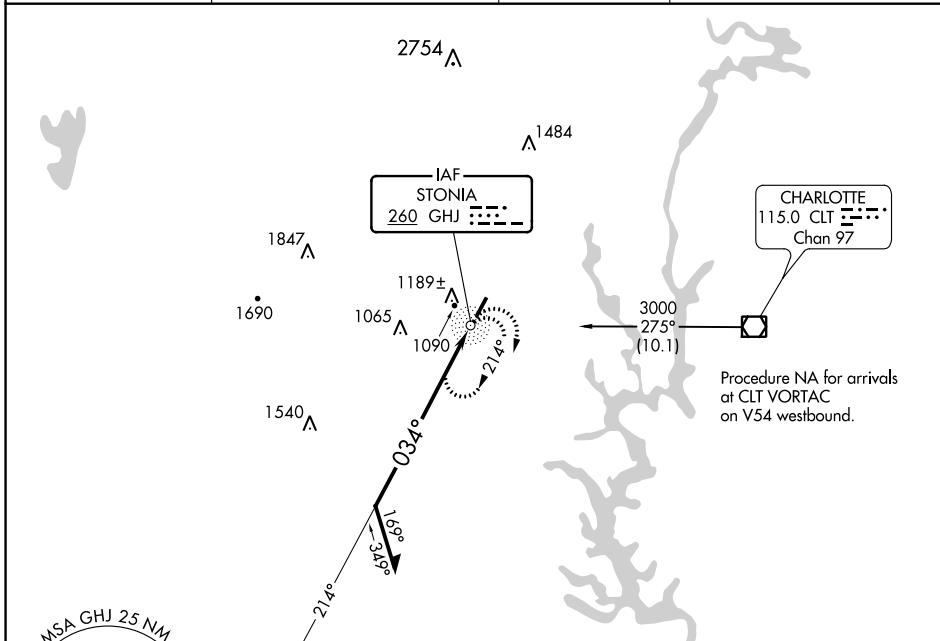 2754
1484
IAF
STONIA
260 GHJ
CHARLOTTE
115.0 CLT
Chan 97
1847
1189±
1690
1065
1090
3000
275°
(10.1)
214°
Procedure NA for arrivals
at CLT VORTAC
on V54 westbound.
1540
034°
169°
349°
214°
MSA GHJ 25 NM